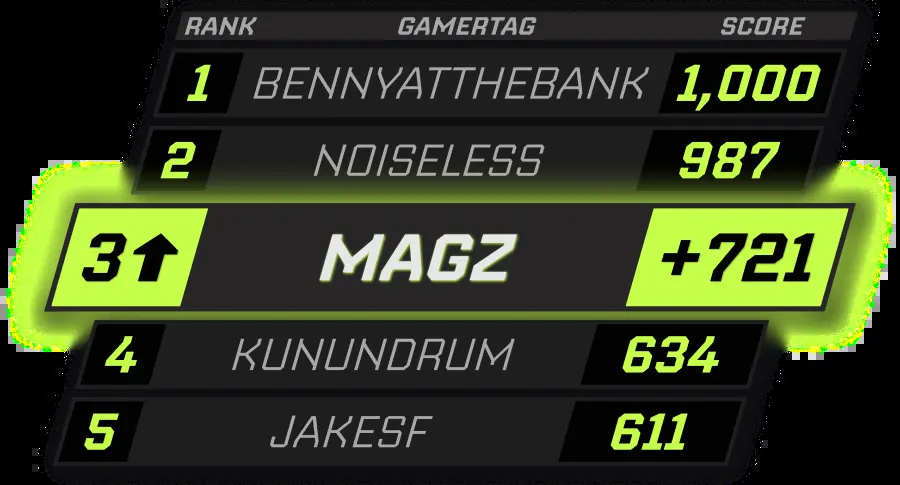 RANK GAMERTAG SCORE
1 BENNYATTHEBANK 1,000
2 NOISELESS 987
3 MAGZ +721
4 KUNUNDRUM 634
5 JAKESF 611